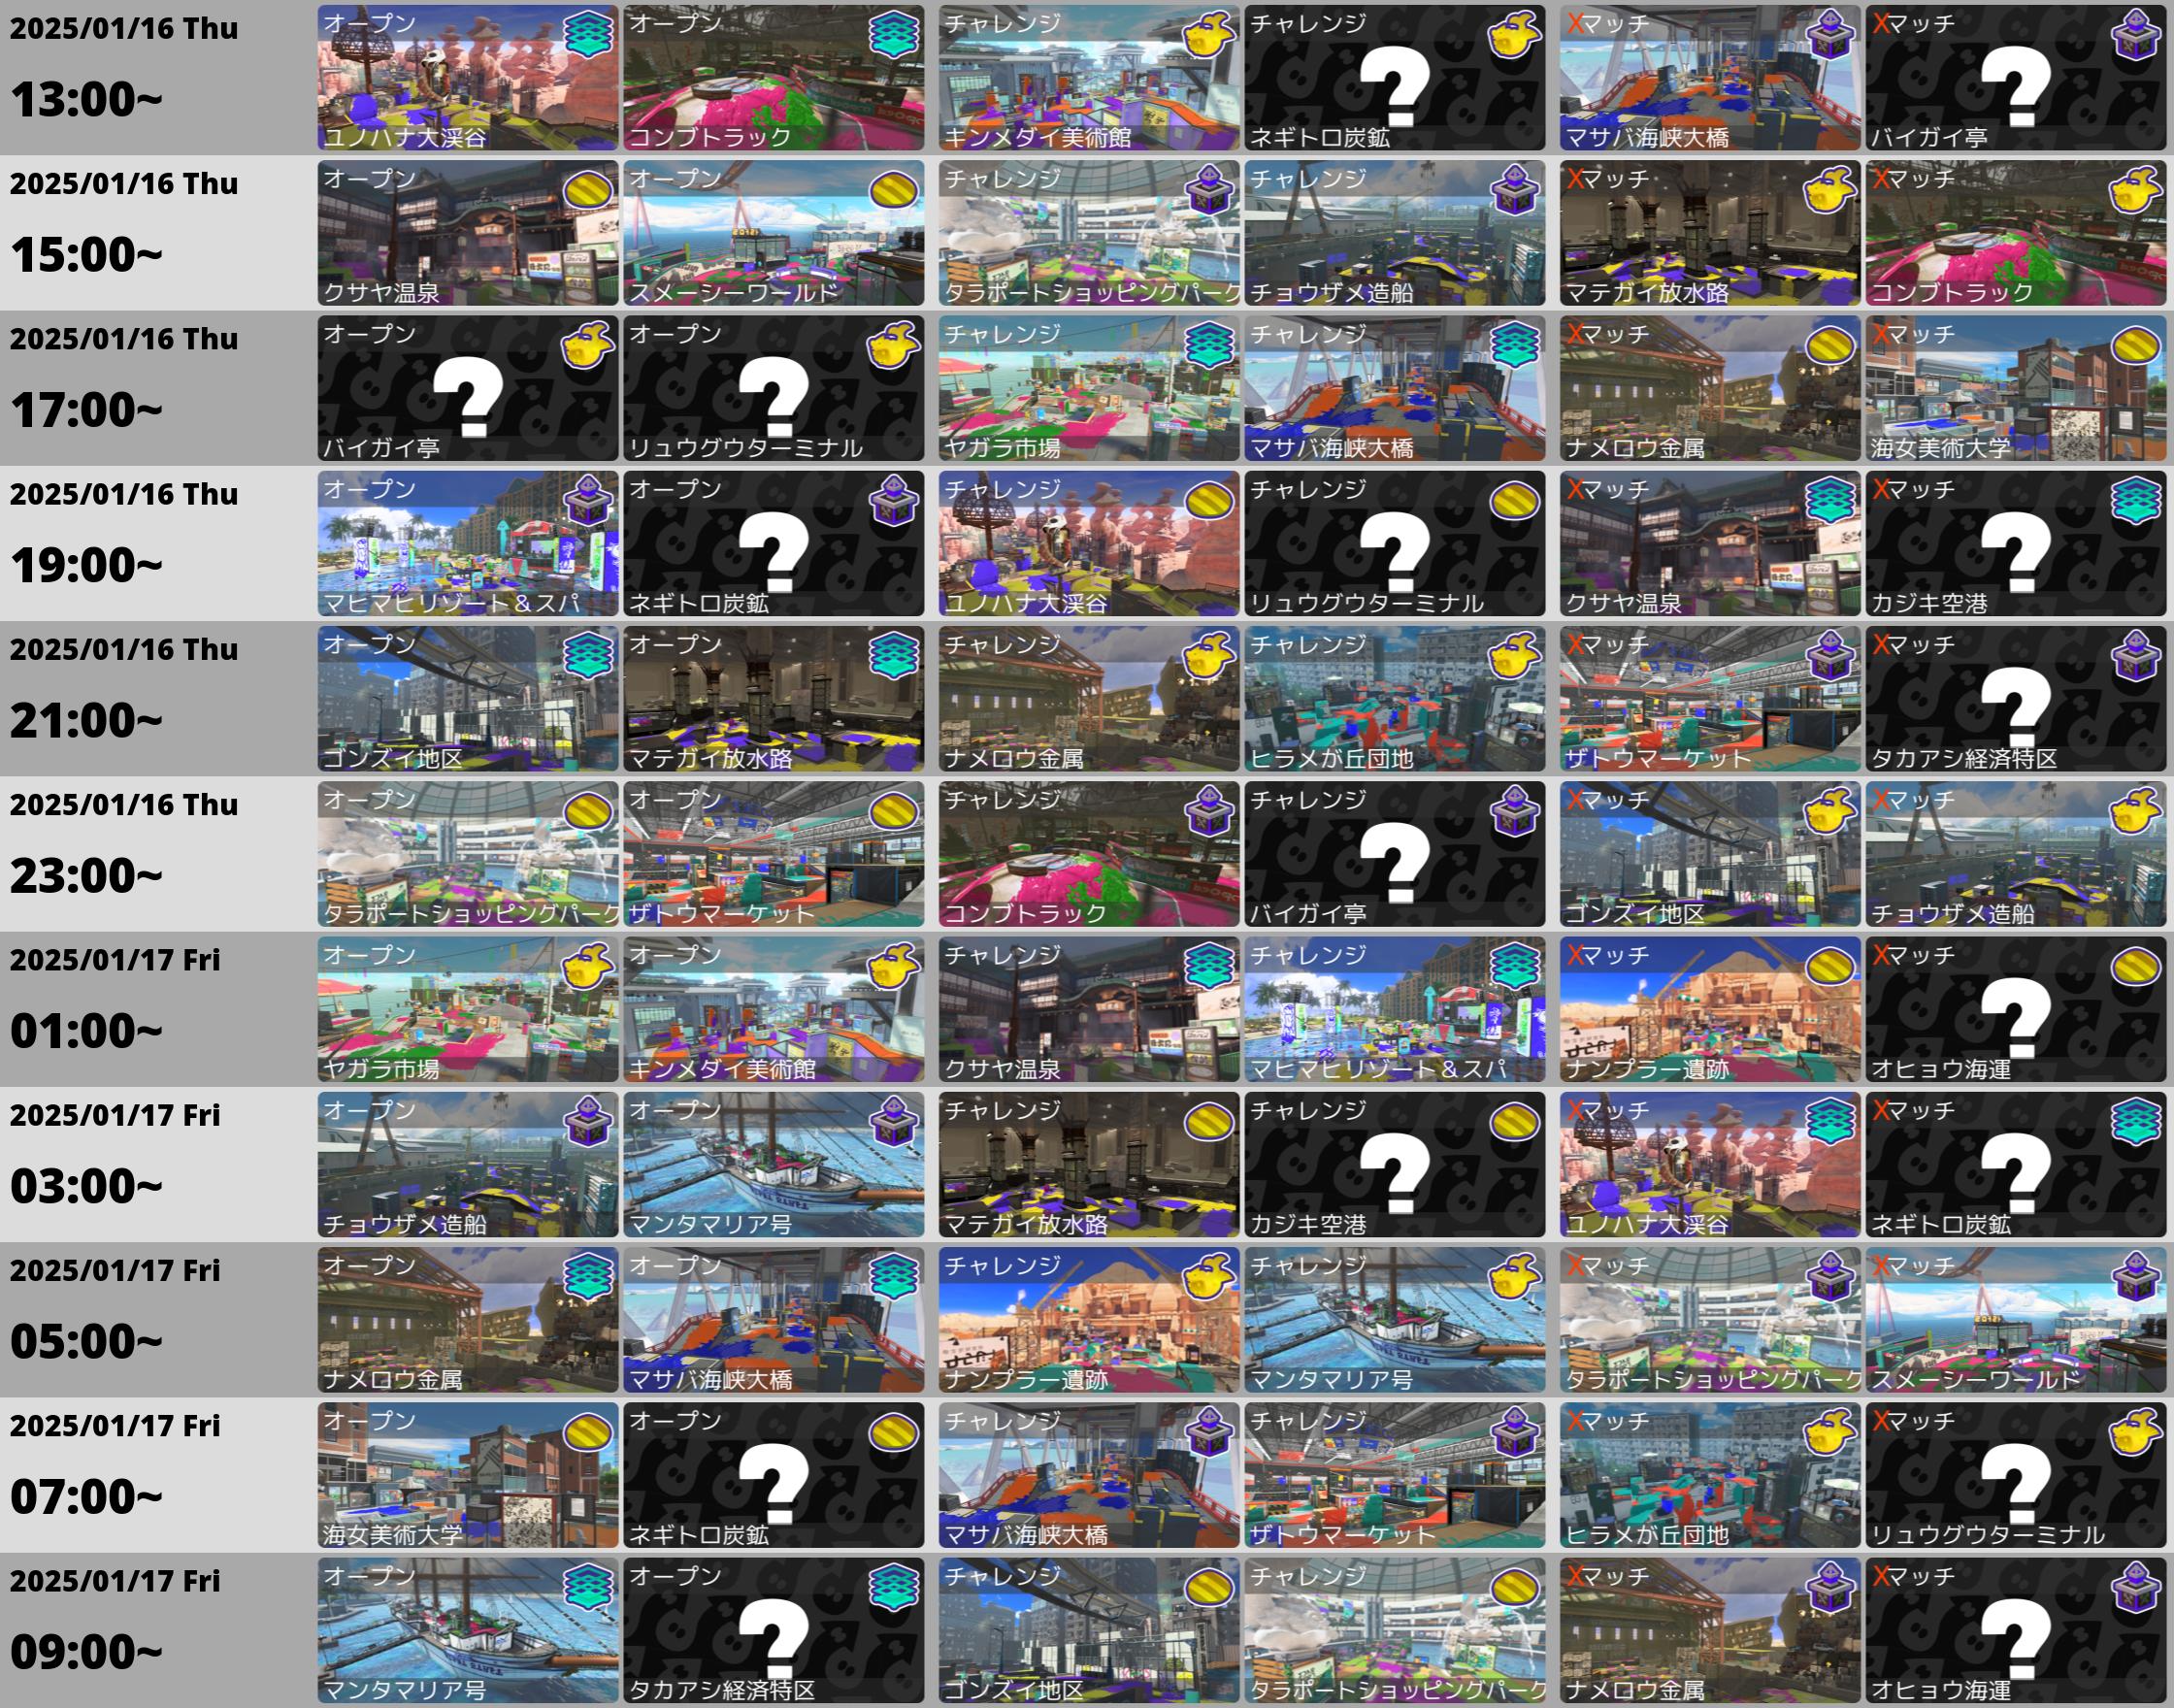 2025/01/16 Thu
13:00~
オープン
ユノハナ大渓谷
オープン
コンブトラック
チャレンジ
キンメダイ美術館
チャレンジ
?
ネギトロ炭鉱
Xマッチ
マサバ海峡大橋
Xマッチ
?
バイガイ亭
2025/01/16 Thu
15:00~
オープン
クサヤ温泉
オープン
スメーシーワールド
チャレンジ
タラポートショッピングパーク
チャレンジ
チョウザメ造船
Xマッチ
マテガイ放水路
Xマッチ
コンブトラック
2025/01/16 Thu
17:00~
オープン
?
バイガイ亭
オープン
?
リュウグウターミナル
チャレンジ
ヤガラ市場
チャレンジ
マサバ海峡大橋
Xマッチ
ナメロウ金属
Xマッチ
海女美術大学
2025/01/16 Thu
19:00~
オープン
マヒマヒリゾート＆スパ
オープン
?
ネギトロ炭鉱
チャレンジ
ユノハナ大渓谷
チャレンジ
?
リュウグウターミナル
Xマッチ
クサヤ温泉
Xマッチ
?
カジキ空港
2025/01/16 Thu
21:00~
オープン
ゴンズイ地区
オープン
マテガイ放水路
チャレンジ
ナメロウ金属
チャレンジ
ヒラメが丘団地
Xマッチ
ザトウマーケット
Xマッチ
?
タカアシ経済特区
2025/01/16 Thu
23:00~
オープン
タラポートショッピングパーク
オープン
ザトウマーケット
チャレンジ
コンブトラック
チャレンジ
?
バイガイ亭
Xマッチ
ゴンズイ地区
Xマッチ
チョウザメ造船
2025/01/17 Fri
01:00~
オープン
ヤガラ市場
オープン
キンメダイ美術館
チャレンジ
クサヤ温泉
チャレンジ
マヒマヒリゾート＆スパ
Xマッチ
ナンプラー遺跡
Xマッチ
?
オヒョウ海運
2025/01/17 Fri
03:00~
オープン
チョウザメ造船
オープン
マンタマリア号
チャレンジ
マテガイ放水路
チャレンジ
?
カジキ空港
Xマッチ
ユノハナ大渓谷
Xマッチ
?
ネギトロ炭鉱
2025/01/17 Fri
05:00~
オープン
ナメロウ金属
オープン
マサバ海峡大橋
チャレンジ
ナンプラー遺跡
チャレンジ
マンタマリア号
Xマッチ
タラポートショッピングパーク
Xマッチ
スメーシーワールド
2025/01/17 Fri
07:00~
オープン
海女美術大学
オープン
?
ネギトロ炭鉱
チャレンジ
マサバ海峡大橋
チャレンジ
ザトウマーケット
Xマッチ
ヒラメが丘団地
Xマッチ
?
リュウグウターミナル
2025/01/17 Fri
09:00~
オープン
マンタマリア号
オープン
?
タカアシ経済特区
チャレンジ
ゴンズイ地区
チャレンジ
タラポートショッピングパーク
Xマッチ
ナメロウ金属
Xマッチ
?
オヒョウ海運